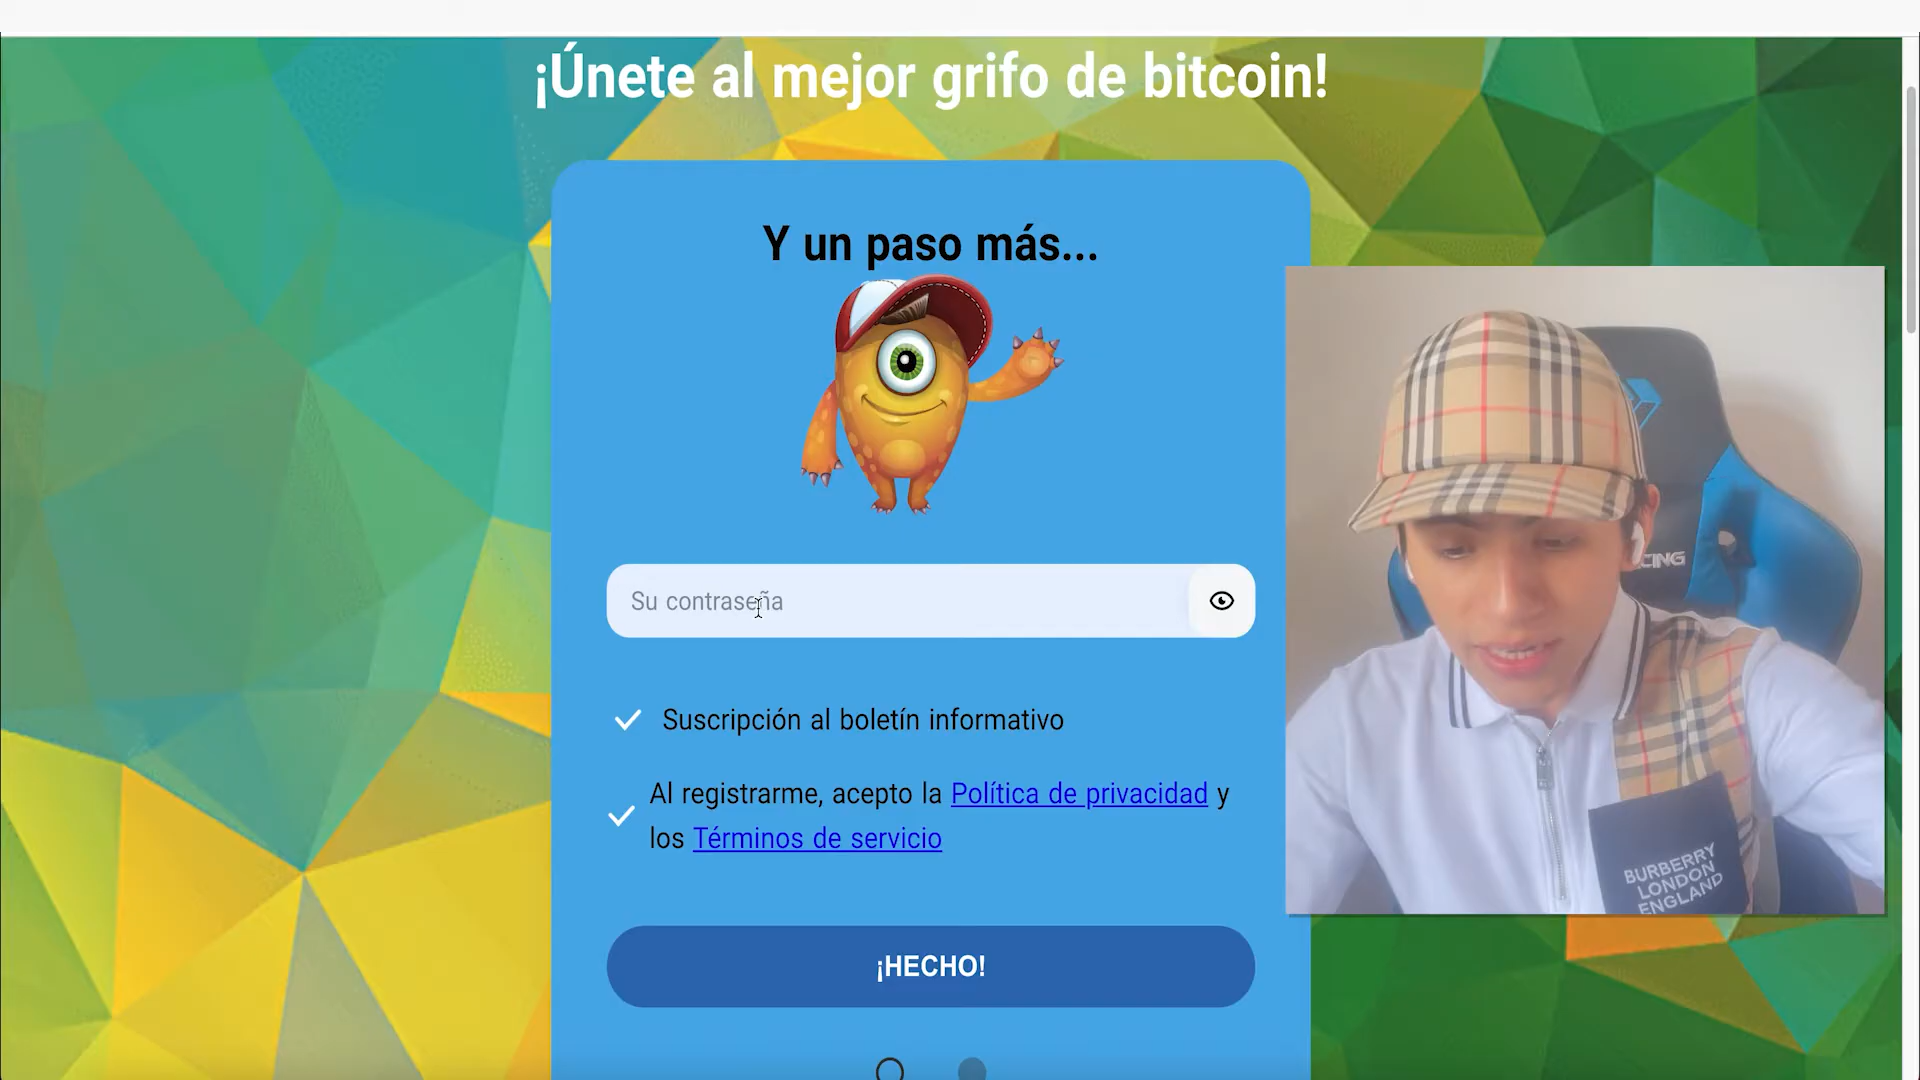 ¡Únete al mejor grifo de bitcoin!
Y un paso más...
Su contraseña
Suscripción al boletín informativo
Al registrarme, acepto la Política de privacidad y
los Términos de servicio
¡HECHO!
CING
BURBERRY
LONDON
ENGLAND